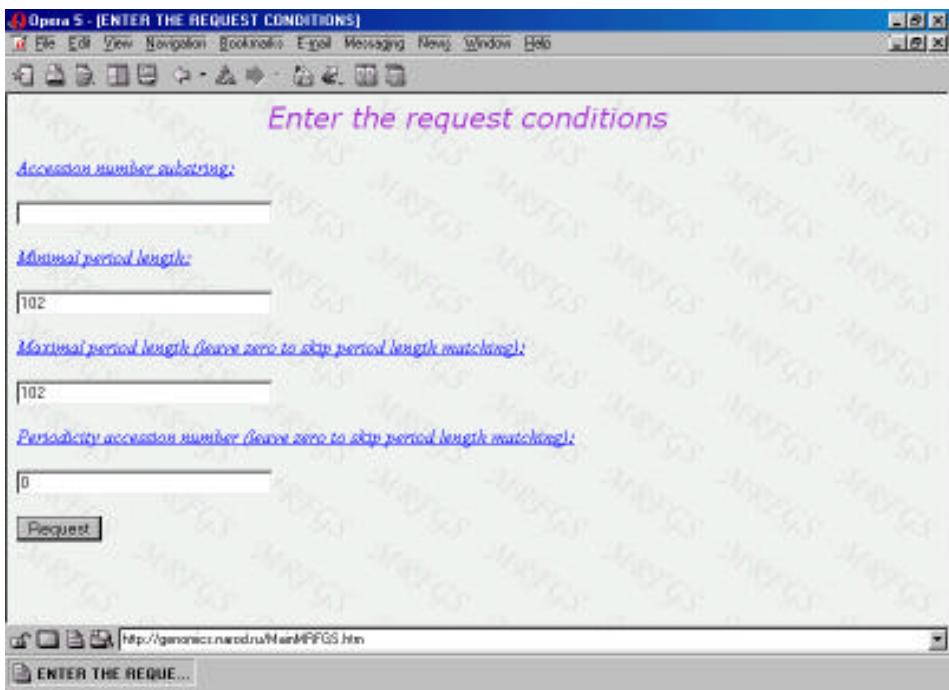 Opera 5 - [ENTER THE REQUEST CONDITIONS]
File Edit View Navigation Bookmarks E-mail Messaging News Window Help
Enter the request conditions
Accession number substring:
Minimal period length:
102
Maximal period length (leave zero to skip period length matching):
102
Periodicity accession number (leave zero to skip period length matching):
0
Request
MRFGS
http://genomics.narod.ru/MainMRFGS.htm
ENTER THE REQUE...